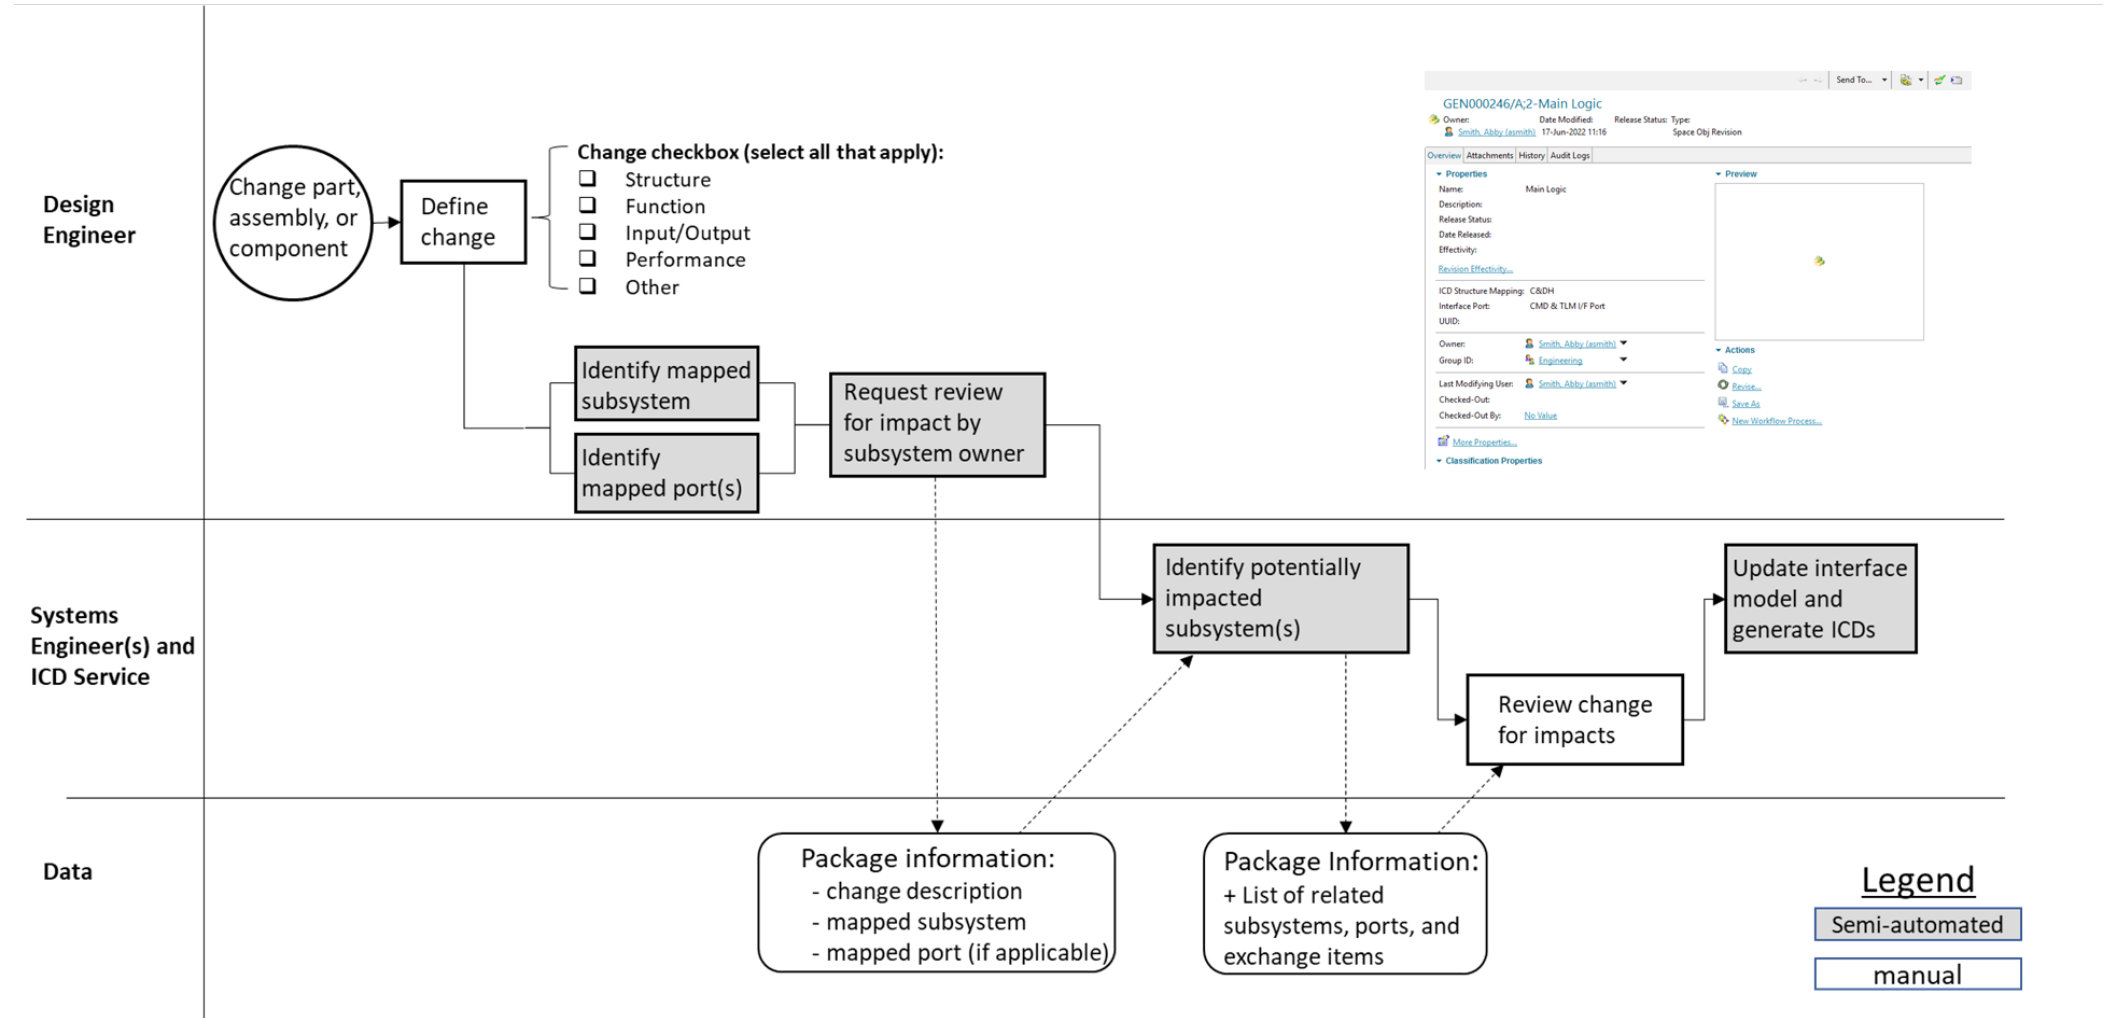 Design
Engineer
Change part,
assembly, or
component
Define
change
Change checkbox (select all that apply):
Structure
Function
Input/Output
Performance
Other
Identify mapped
subsystem
Identify
mapped port(s)
Request review
for impact by
subsystem owner
Send To...
GEN000246/A;2-Main Logic
Owner: Date Modified: Release Status: Type:
Smith, Abby (asmith) 17-Jun-2022 11:16 Space Obj Revision
Overview Attachments History Audit Logs
Properties
Name: Main Logic
Description:
Release Status:
Date Released:
Effectivity:
Revision Effectivity...
ICD Structure Mapping: C&DH
Interface Port: CMD & TLM I/F Port
UUID:
Owner: Smith, Abby (asmith)
Group ID: Engineering
Last Modifying User: Smith, Abby (asmith)
Checked-Out:
Checked-Out By: No Value
More Properties...
Classification Properties
Preview
Actions
Copy
Revise...
Save As
New Workflow Process...
Systems
Engineer(s) and
ICD Service
Identify potentially
impacted
subsystem(s)
Review change
for impacts
Update interface
model and
generate ICDs
Data
Package information:
- change description
- mapped subsystem
- mapped port (if applicable)
Package Information:
+ List of related
subsystems, ports, and
exchange items
Legend
Semi-automated
manual